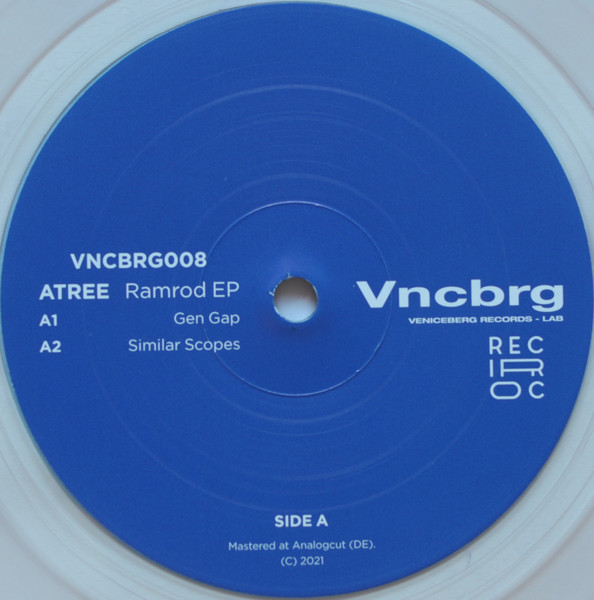 VNCBRG008
ATREE Ramrod EP
A1 Gen Gap
A2 Similar Scopes
Vncbrg
VENICEBERG RECORDS - LAB
REC
IR
OC
SIDE A
Mastered at Analogcut (DE).
(C) 2021